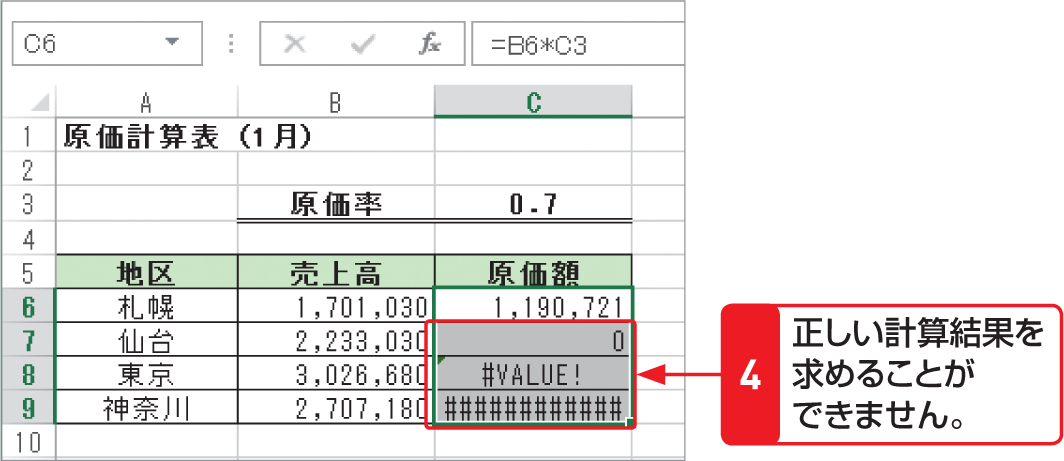 C6 fx =B6*C3
A B C
1 原価計算表（1月）
2
3 原価率 0.7
4
5 地区 売上高 原価額
6 札幌 1,701,030 1,190,721
7 仙台 2,233,030 0
8 東京 3,026,680 #VALUE!
9 神奈川 2,707,180 ############
10
4
正しい計算結果を
求めることが
できません。